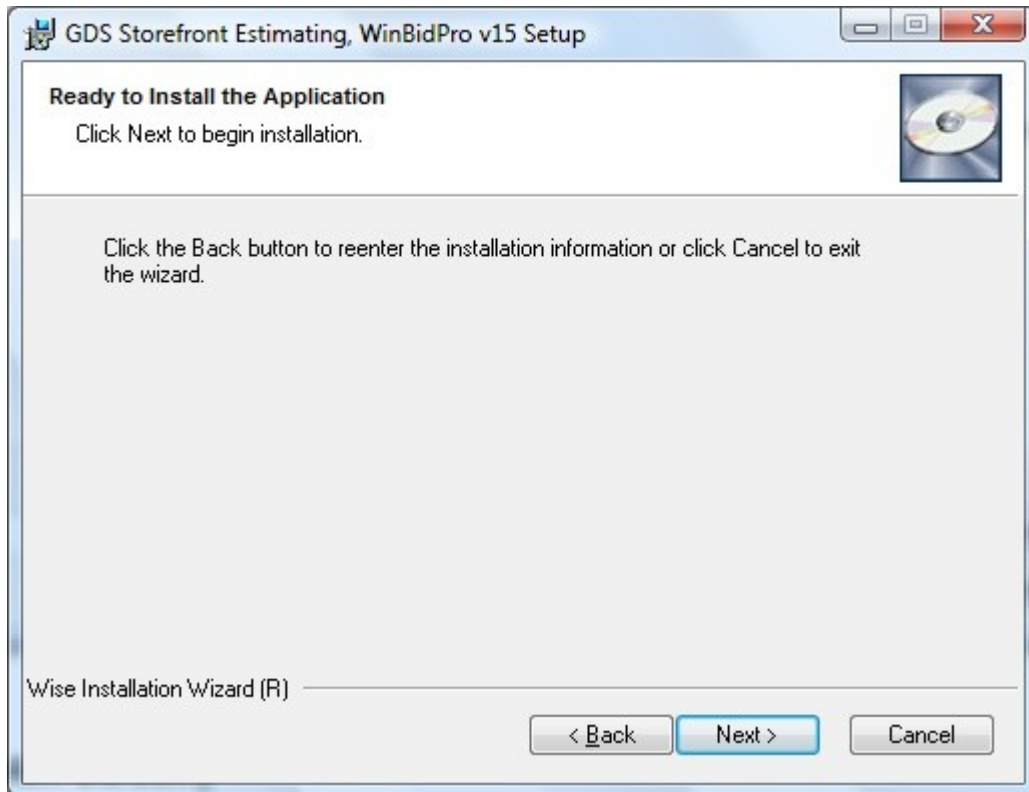 GDS Storefront Estimating, WinBidPro v15 Setup
Ready to Install the Application
Click Next to begin installation.
Click the Back button to reenter the installation information or click Cancel to exit
the wizard.
Wise Installation Wizard (R)
< Back Next > Cancel